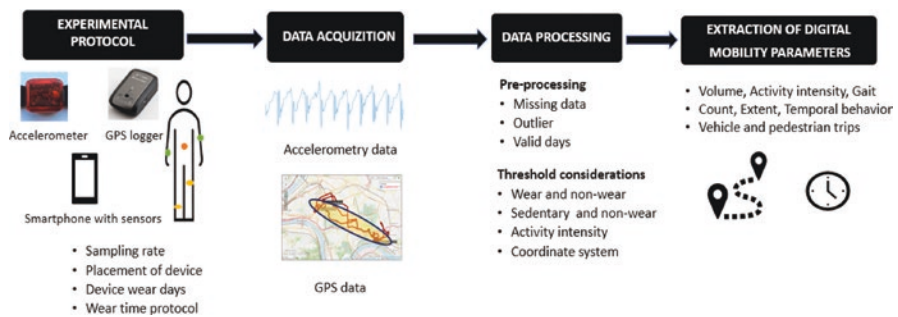 EXPERIMENTAL
PROTOCOL
Accelerometer
GPS logger
Smartphone with sensors
• Sampling rate
• Placement of device
• Device wear days
• Wear time protocol
DATA ACQUIZITION
Accelerometry data
GPS data
DATA PROCESSING
Pre-processing
• Missing data
• Outlier
• Valid days
Threshold considerations
• Wear and non-wear
• Sedentary and non-wear
• Activity intensity
• Coordinate system
EXTRACTION OF DIGITAL
MOBILITY PARAMETERS
• Volume, Activity intensity, Gait
• Count, Extent, Temporal behavior
• Vehicle and pedestrian trips